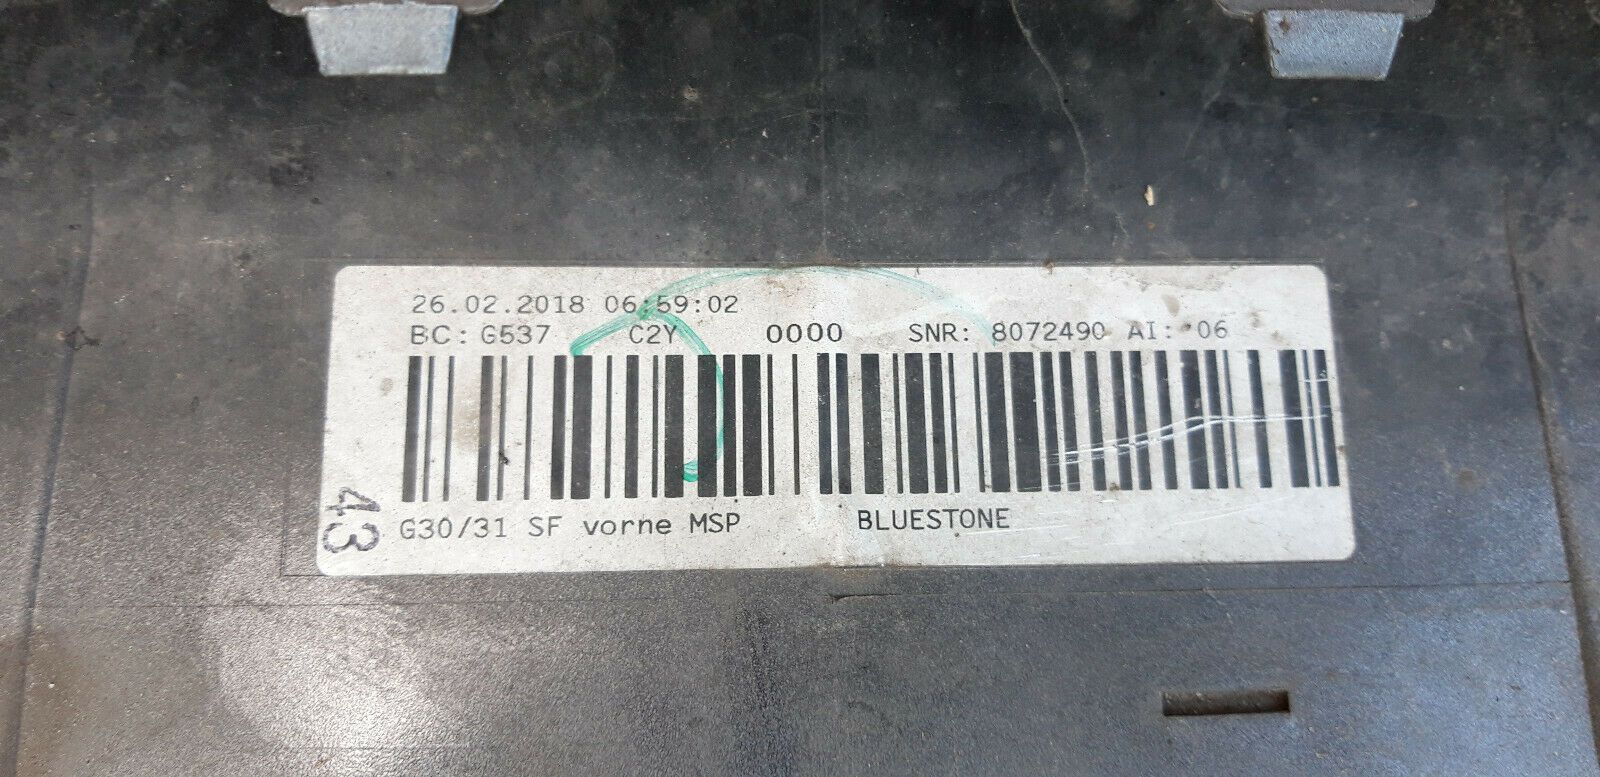 26.02.2018 06:59:02
BC: G537 C2Y 0000 SNR: 8072490 AI: 06
G30/31 SF vorne MSP BLUESTONE
43